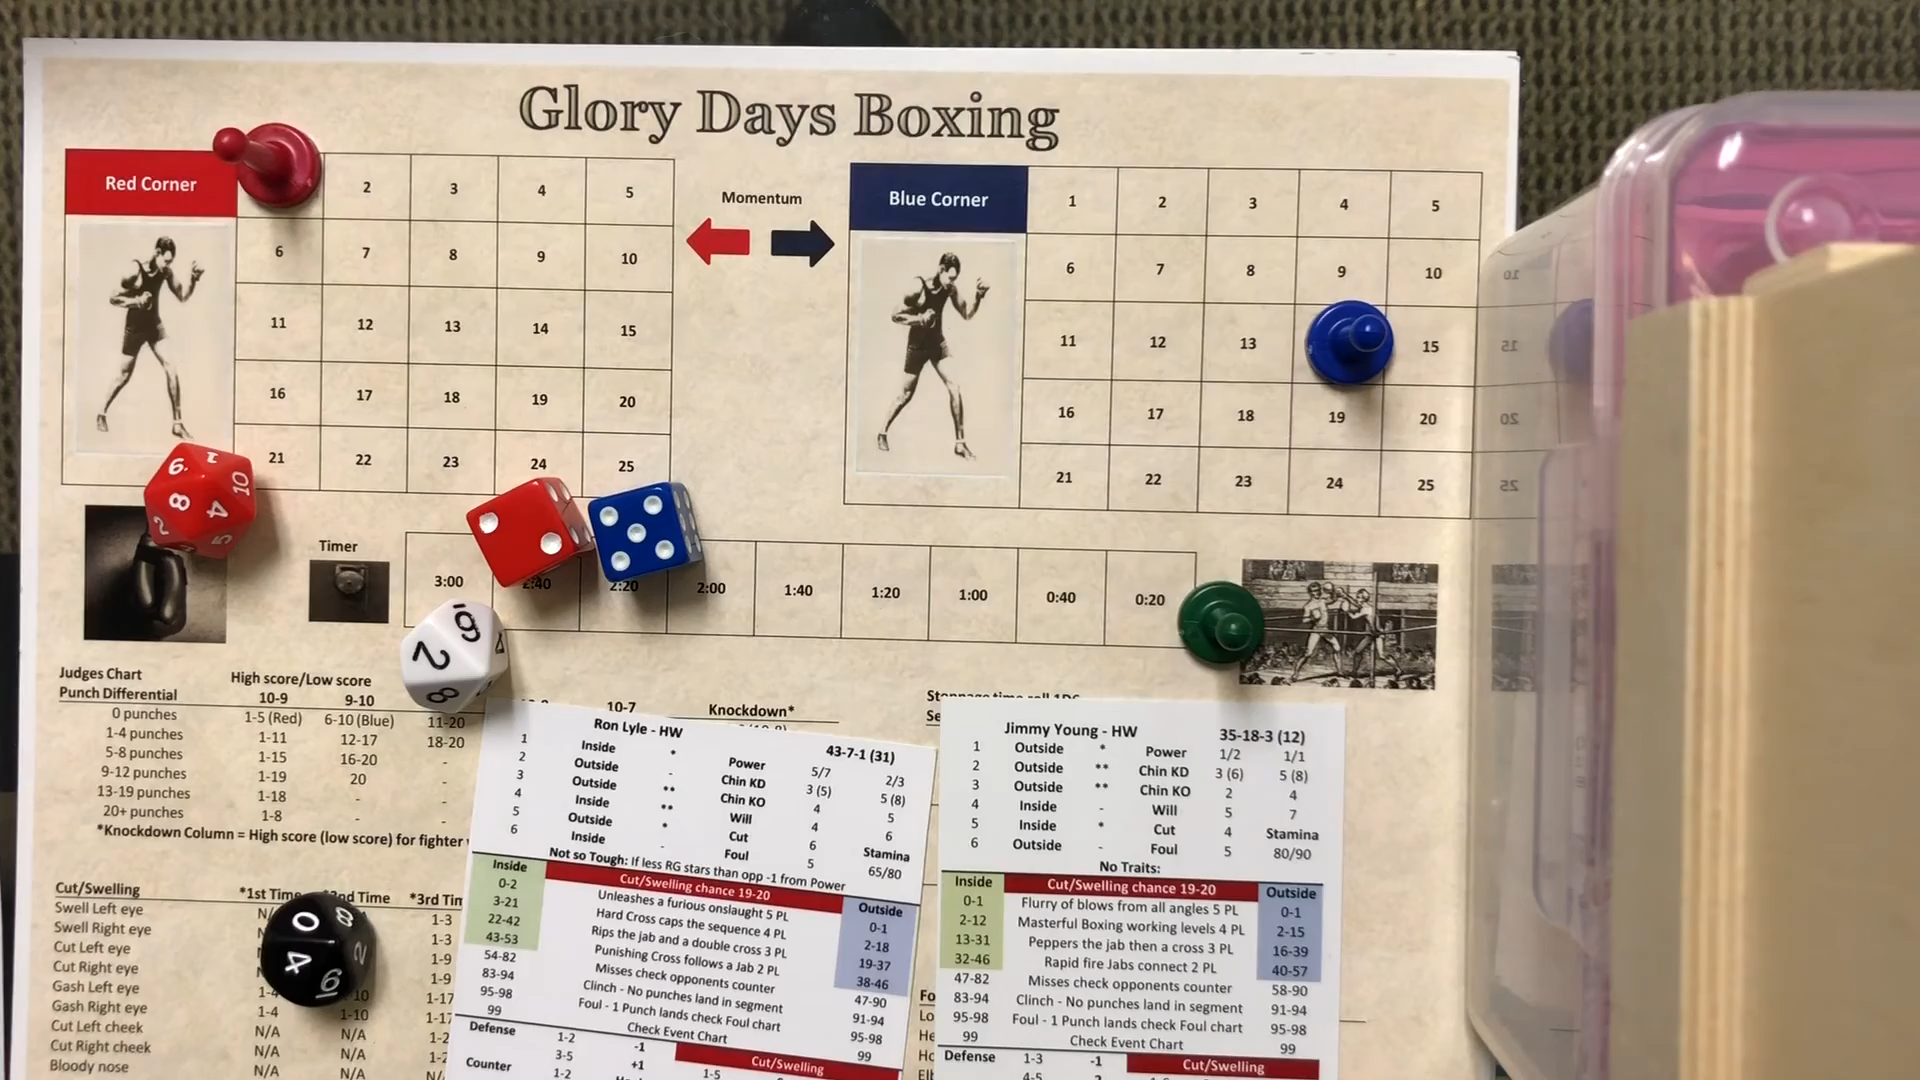 Glory Days Boxing
Red Corner
2 3 4 5
6 7 8 9 10
11 12 13 14 15
16 17 18 19 20
21 22 23 24 25
Momentum
Blue Corner
1 2 3 4 5
6 7 8 9 10
11 12 13 15
16 17 18 19 20
21 22 23 24 25
Timer
3:00 2:40 2:20 2:00 1:40 1:20 1:00 0:40 0:20
Judges Chart High score/Low score
Punch Differential 10-9 9-10 10-7 Knockdown*
0 punches 1-5 (Red) 6-10 (Blue) 11-20
1-4 punches 1-11 12-17 18-20
5-8 punches 1-15 16-20 -
9-12 punches 1-19 20 -
13-19 punches 1-18 - -
20+ punches 1-8 - -
*Knockdown Column = High score (low score) for fighter
Cut/Swelling *1st Time Time *3rd
Swell Left eye 1-3
Swell Right eye 1-3
Cut Left eye 1-9
Cut Right eye 1-9
Gash Left eye
Gash Right eye 1-4 1-10
Cut Left cheek N/A N/A
Cut Right cheek N/A N/A
Bloody nose N/A N/A
Ron Lyle - HW 43-7-1 (31)
1 Inside * Power 5/7 2/3
2 Outside - Chin KD 3 (5) 5 (8)
3 Outside ** Chin KO 4 5
4 Inside ** Will 4 6
5 Outside * Cut 6 Stamina
6 Inside - Foul 5 65/80
Not so Tough: If less RG stars than opp -1 from Power
Inside Cut/Swelling chance 19-20 Outside
0-2 Unleashes a furious onslaught 5 PL 0-1
3-21 Hard Cross caps the sequence 4 PL 2-18
22-42 Rips the jab and a double cross 3 PL 19-37
43-53 Punishing Cross follows a Jab 2 PL 38-46
54-82 Misses check opponents counter 47-90
83-94 Clinch - No punches land in segment 91-94
95-98 Foul - 1 Punch lands check Foul chart 95-98
99 Check Event Chart 99
Defense 1-2 -1 Cut/Swelling
3-5 +1 1-5
Counter 1-2
Jimmy Young - HW 35-18-3 (12)
1 Outside * Power 1/2 1/1
2 Outside ** Chin KD 3 (6) 5 (8)
3 Outside ** Chin KO 2 4
4 Inside - Will 5 7
5 Inside * Cut 4 Stamina
6 Outside - Foul 5 80/90
No Traits:
Inside Cut/Swelling chance 19-20 Outside
0-1 Flurry of blows from all angles 5 PL 0-1
2-12 Masterful Boxing working levels 4 PL 2-15
13-31 Peppers the jab then a cross 3 PL 16-39
32-46 Rapid fire Jabs connect 2 PL 40-57
47-82 Misses check opponents counter 58-90
83-94 Clinch - No punches land in segment 91-94
95-98 Foul - 1 Punch lands check Foul chart 95-98
99 Check Event Chart 99
Defense 1-3 -1 Cut/Swelling